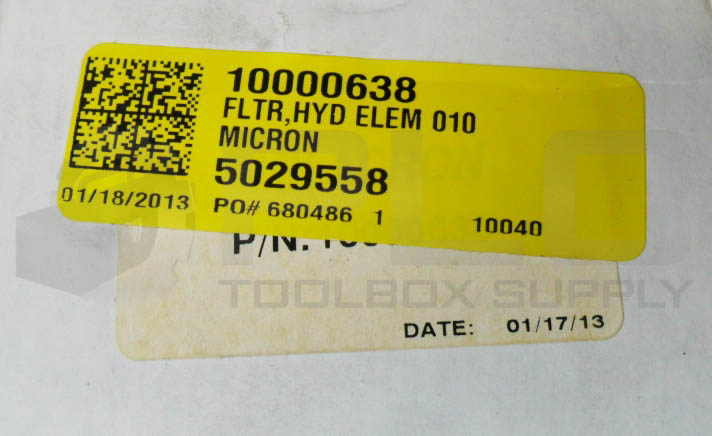 10000638
FLTR,HYD ELEM 010
MICRON
5029558
01/18/2013 PO# 680486 1 10040
P/N:
TOOLBOX SUPPLY
DATE: 01/17/13